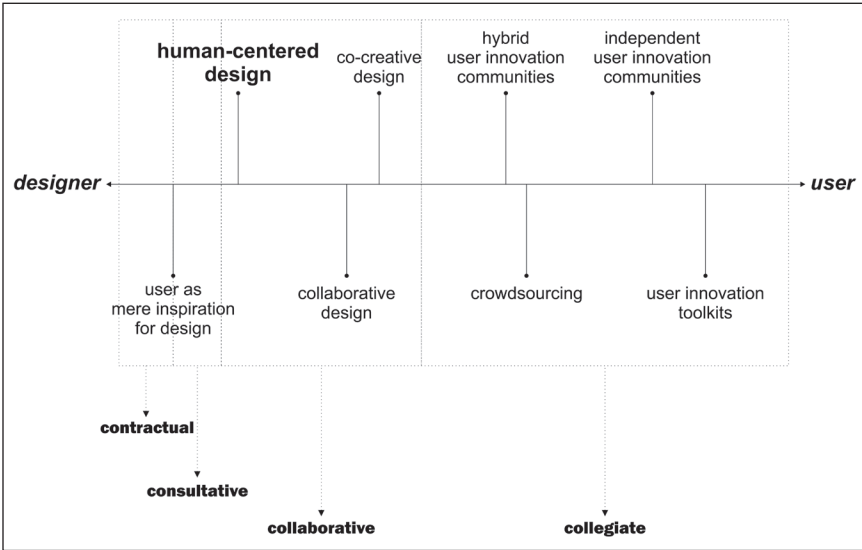 human-centered
design
co-creative
design
hybrid
user innovation
communities
independent
user innovation
communities
designer
user
user as
mere inspiration
for design
collaborative
design
crowdsourcing
user innovation
toolkits
contractual
consultative
collaborative
collegiate